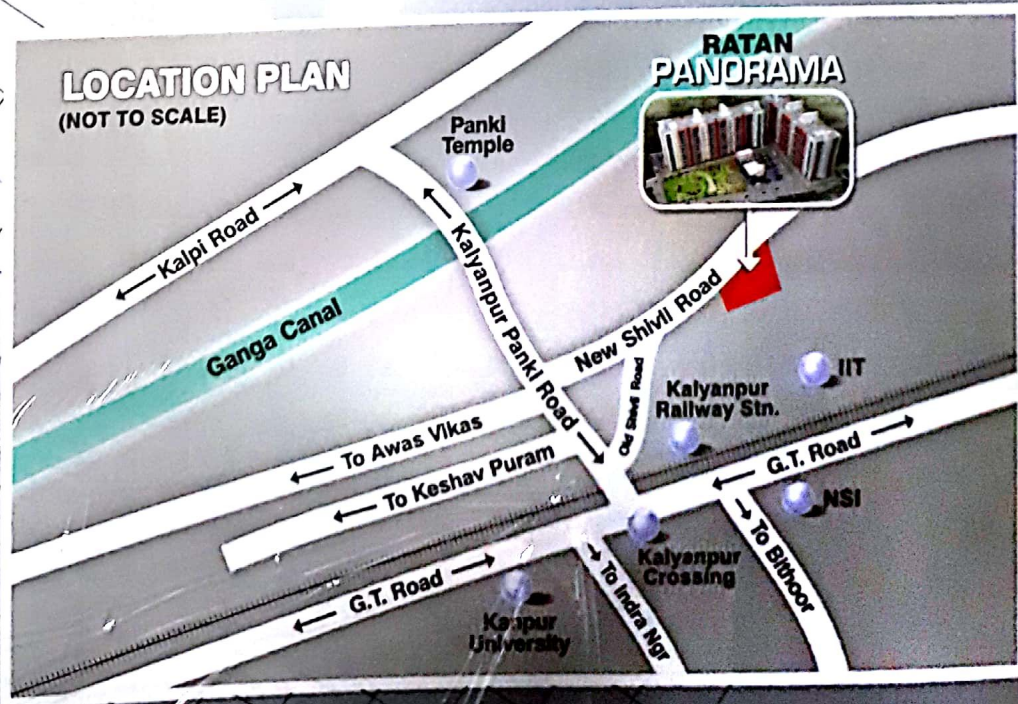 LOCATION PLAN
(NOT TO SCALE)
RATAN
PANORAMA
Panki
Temple
Kalpi Road
Ganga Canal
Kalyanpur Panki Road
New Shivli Road
Old Shivli Road
IIT
Kalyanpur
Railway Stn.
To Awas Vikas
To Keshav Puram
G.T. Road
NSI
Kalyanpur
Crossing
To Bithoor
G.T. Road
Kanpur
University
To Indra Ngr